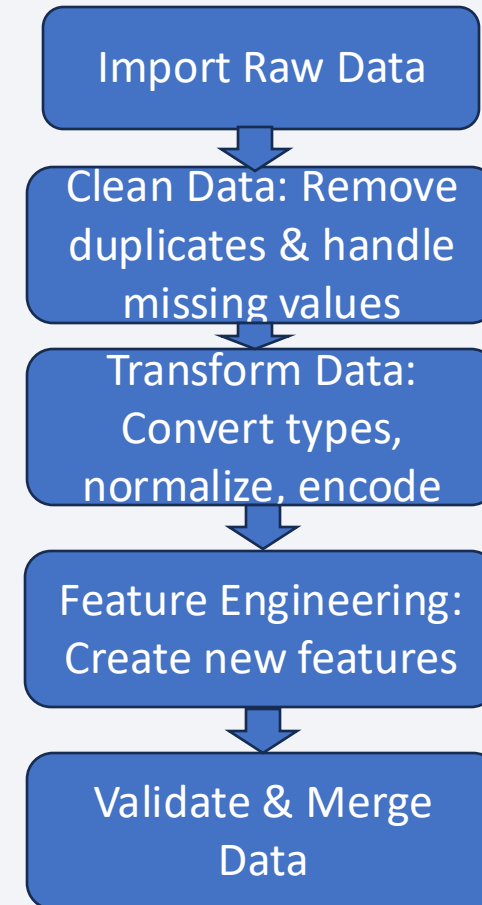 Import Raw Data
Clean Data: Remove
duplicates & handle
missing values
Transform Data:
Convert types,
normalize, encode
Feature Engineering:
Create new features
Validate & Merge
Data